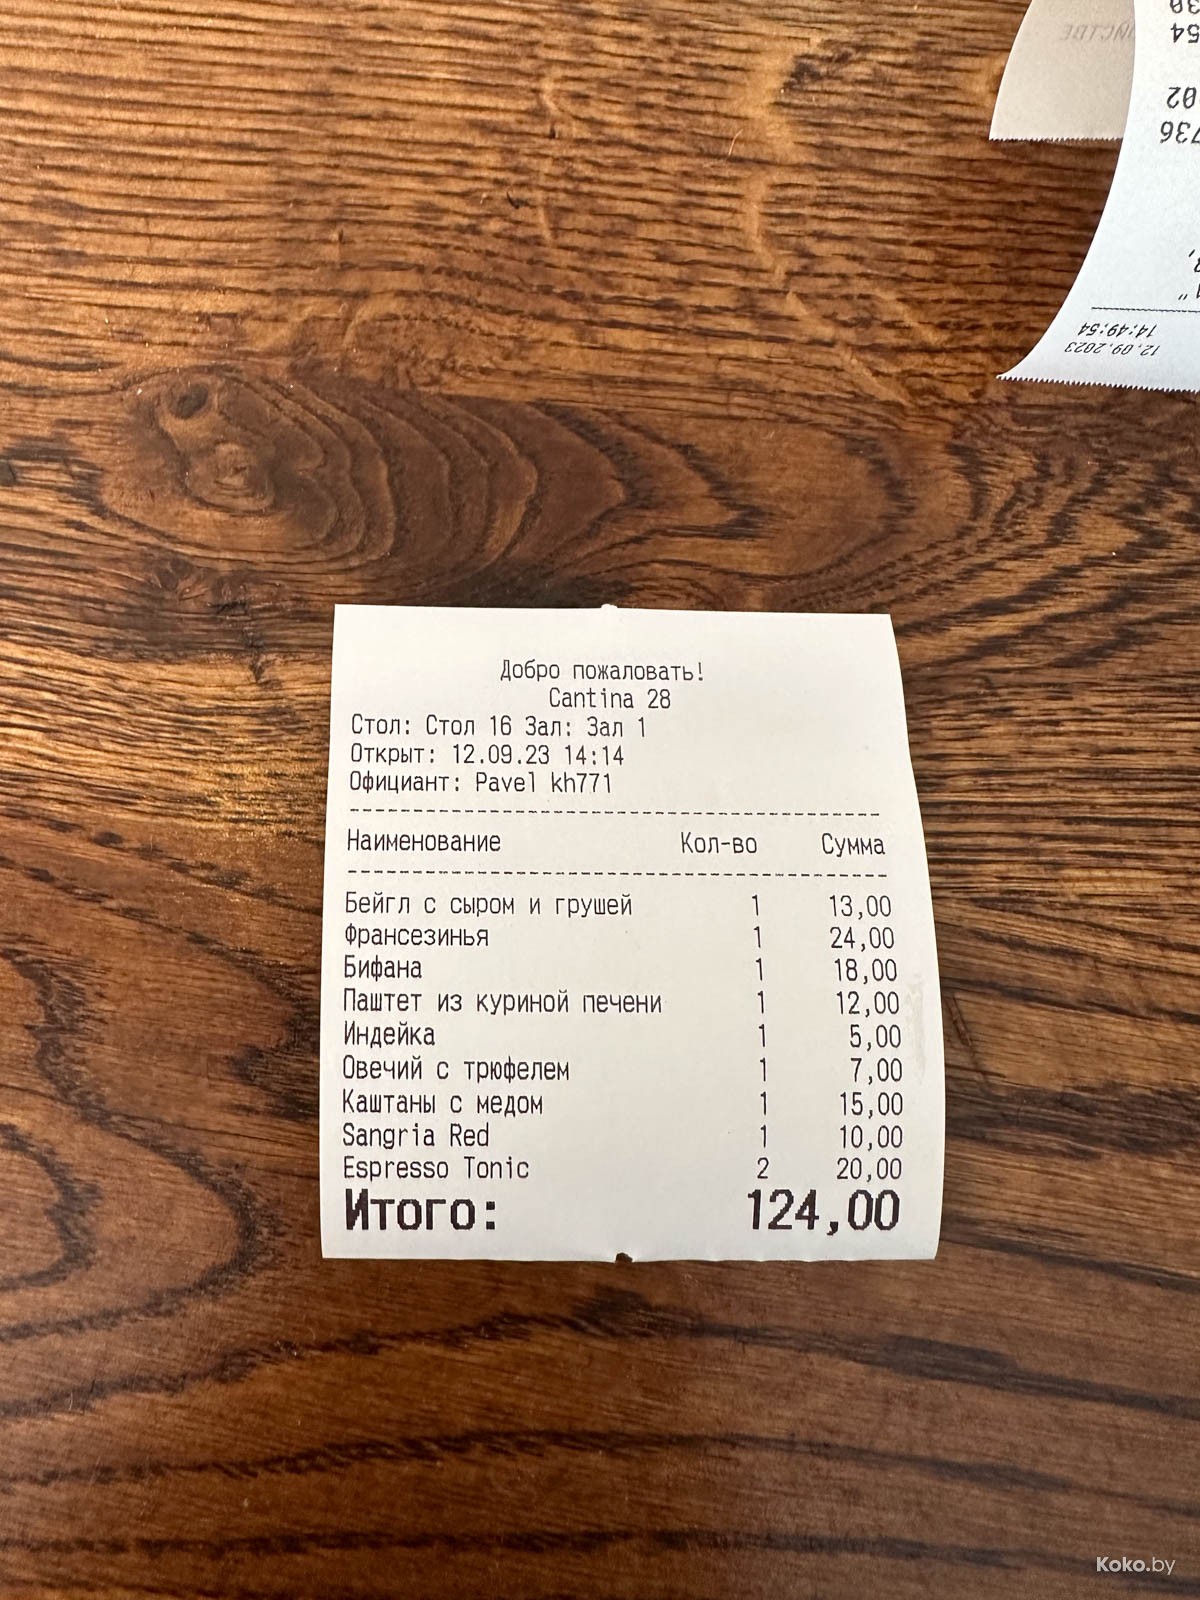 54
02
736
14:49:54
12.09.2023
Добро пожаловать!
Cantina 28
Стол: Стол 16 Зал: Зал 1
Открыт: 12.09.23 14:14
Официант: Pavel kh771
Наименование Кол-во Сумма
Бейгл с сыром и грушей 1 13,00
Франсезинья 1 24,00
Бифана 1 18,00
Паштет из куриной печени 1 12,00
Индейка 1 5,00
Овечий с трюфелем 1 7,00
Каштаны с медом 1 15,00
Sangria Red 1 10,00
Espresso Tonic 2 20,00
Итого: 124,00
Koko.by